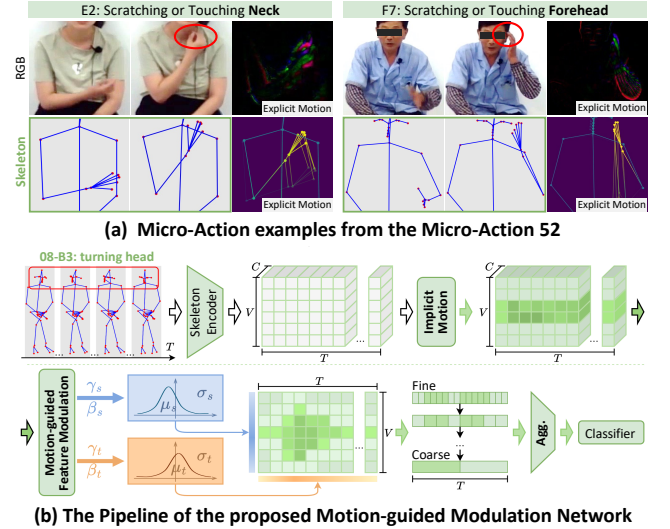 E2: Scratching or Touching Neck
F7: Scratching or Touching Forehead
RGB
Explicit Motion
Explicit Motion
Skeleton
Explicit Motion
Explicit Motion
(a) Micro-Action examples from the Micro-Action 52
08-B3: turning head
... ...
T
Skeleton Encoder
C
V
...
T
Implicit Motion
C
V
...
T
Motion-guided Feature Modulation
γs
βs
μs
σs
γt
βt
μt
σt
T
V
...
Fine
...
Coarse
T
Agg.
Classifier
(b) The Pipeline of the proposed Motion-guided Modulation Network